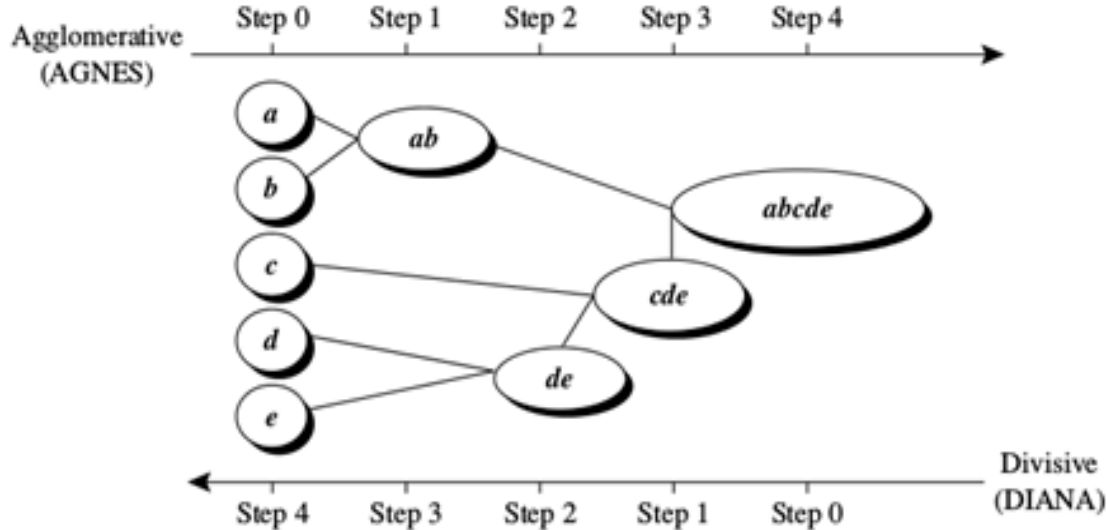 Step 0 Step 1 Step 2 Step 3 Step 4
Agglomerative
(AGNES)
a
ab
b
abcde
c
cde
d
de
e
Divisive
(DIANA)
Step 4 Step 3 Step 2 Step 1 Step 0